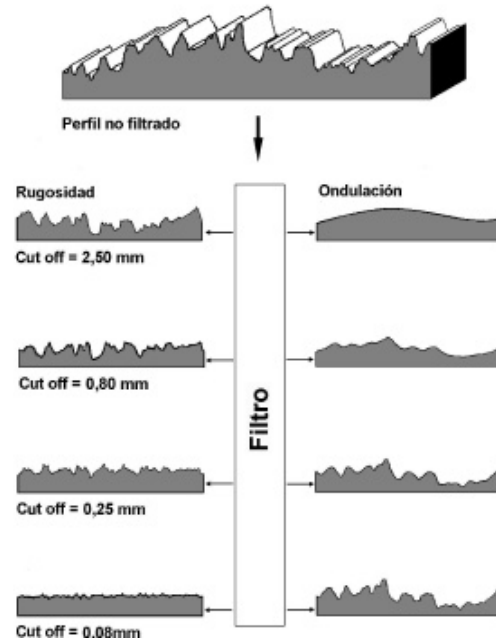 Perfil no filtrado
Rugosidad
Ondulación
Cut off = 2,50 mm
Cut off = 0,80 mm
Filtro
Cut off = 0,25 mm
Cut off = 0,08mm